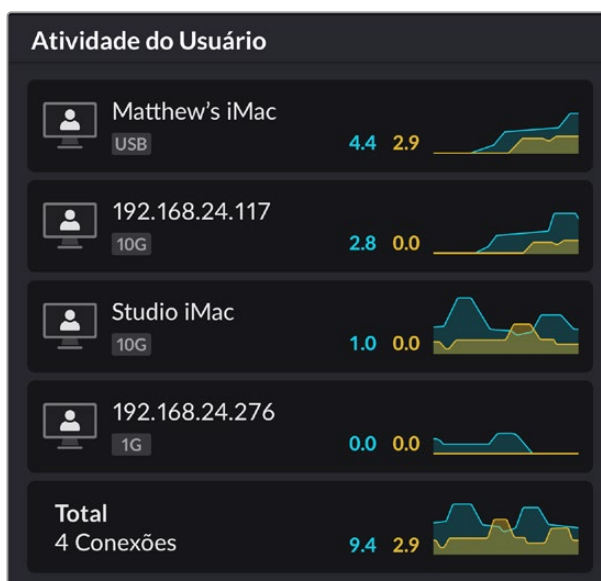 Atividade do Usuário
Matthew’s iMac
USB 4.4 2.9
192.168.24.117
10G 2.8 0.0
Studio iMac
10G 1.0 0.0
192.168.24.276
1G 0.0 0.0
Total
4 Conexões 9.4 2.9